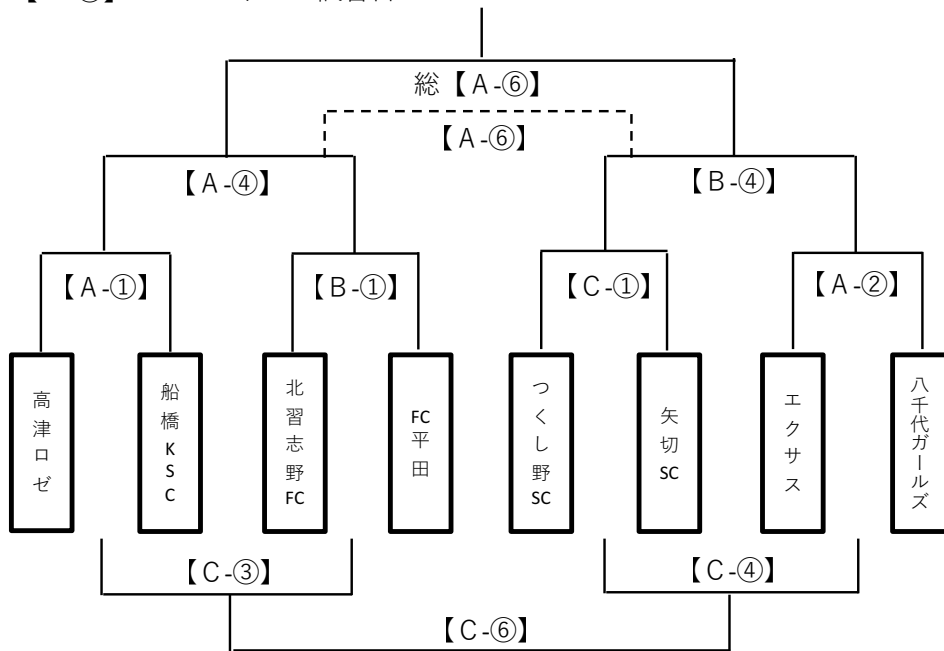 総【A-⑥】
【A-⑥】
【A-④】
【B-④】
【A-①】
【B-①】
【C-①】
【A-②】
高津ロゼ
船橋KSC
北習志野FC
FC平田
つくし野SC
矢切SC
エクサス
八千代ガールズ
【C-③】
【C-④】
【C-⑥】